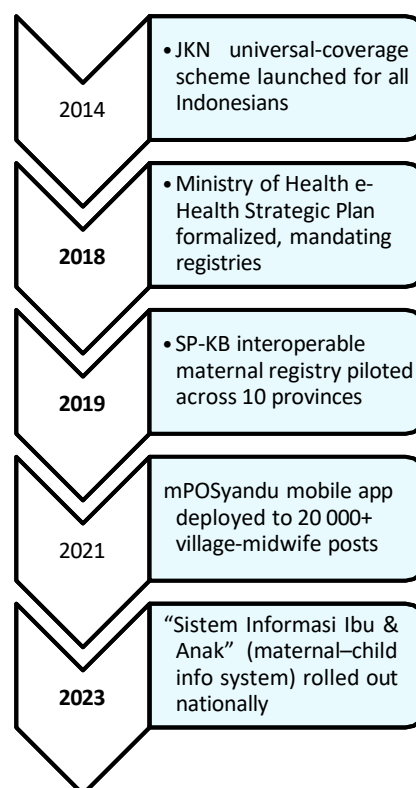 2014
• JKN universal-coverage
scheme launched for all
Indonesians
2018
• Ministry of Health e-
Health Strategic Plan
formalized, mandating
registries
2019
• SP-KB interoperable
maternal registry piloted
across 10 provinces
2021
mPOSyandu mobile app
deployed to 20 000+
village-midwife posts
2023
“Sistem Informasi Ibu &
Anak” (maternal–child
info system) rolled out
nationally